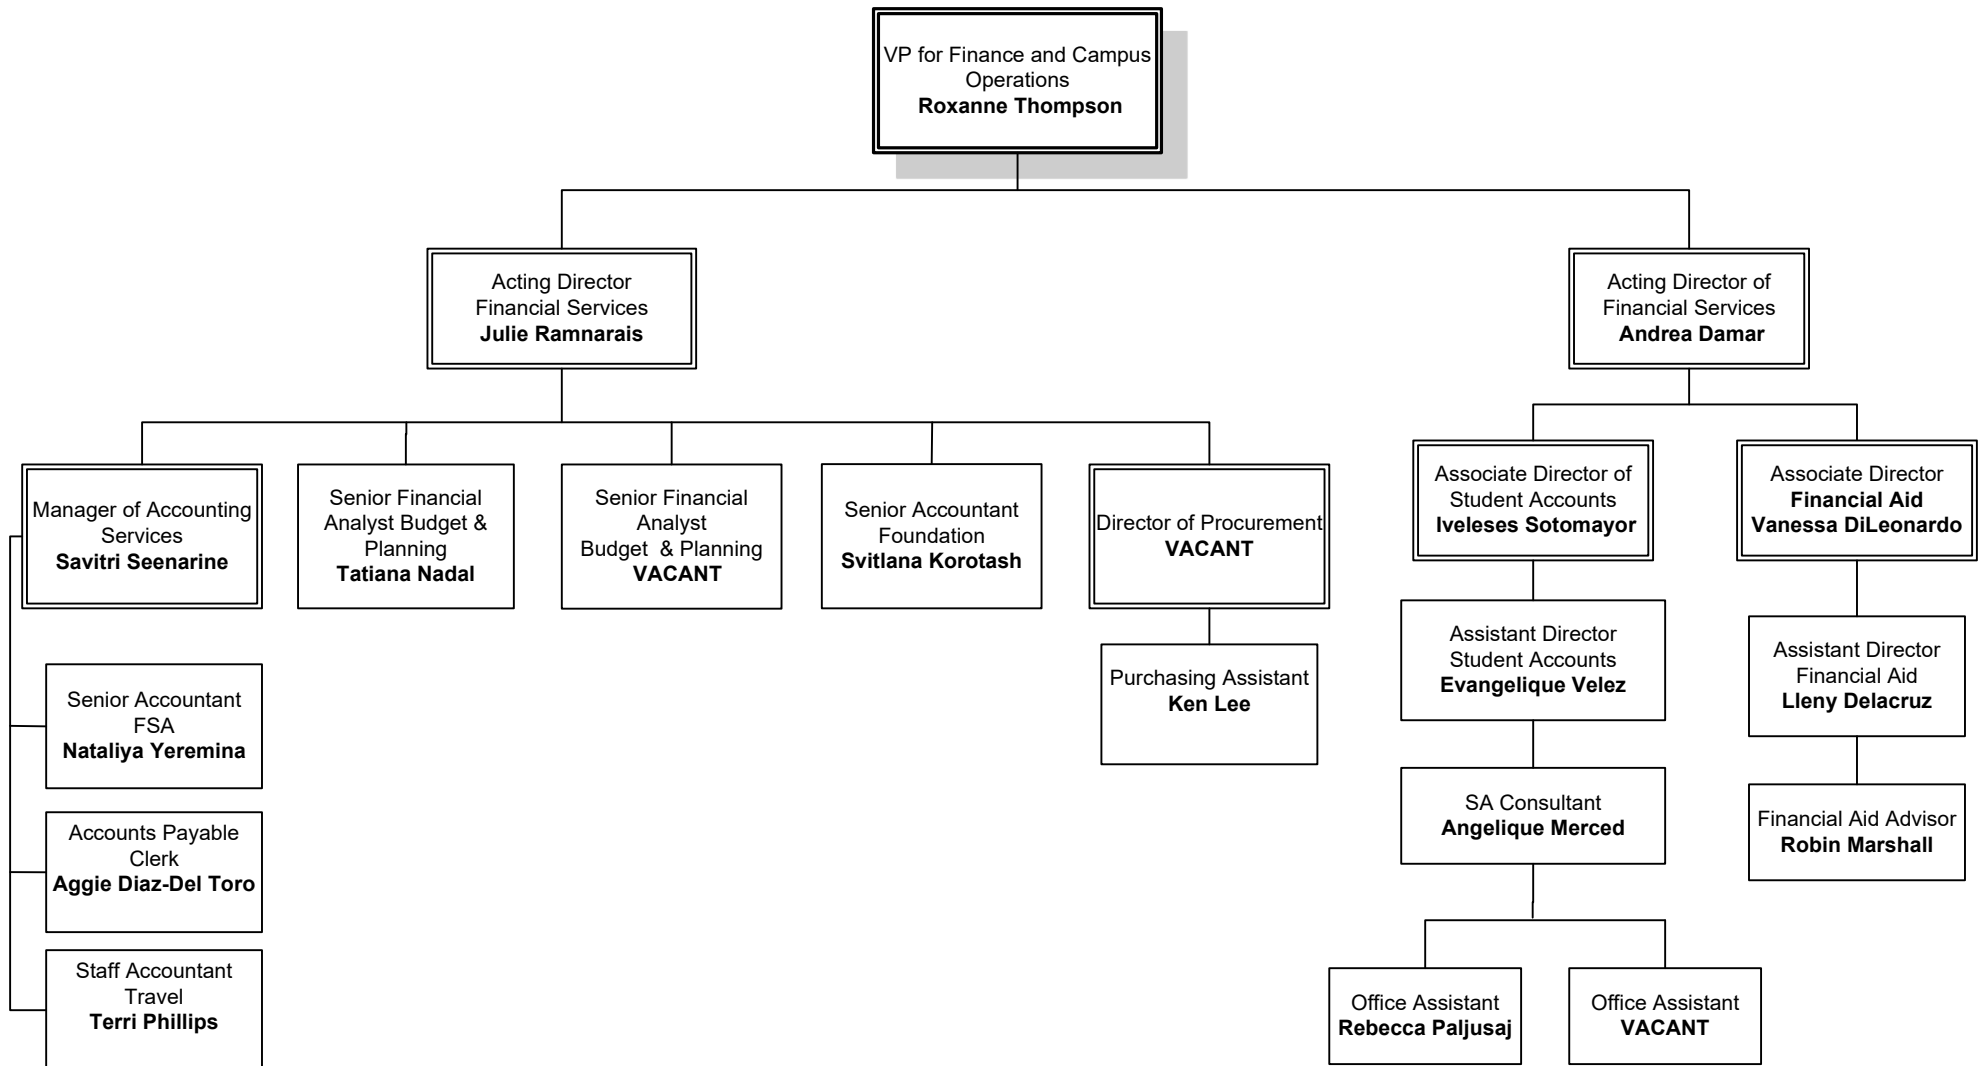 VP for Finance and Campus
Operations
Roxanne Thompson
Acting Director
Financial Services
Julie Ramnarais
Acting Director of
Financial Services
Andrea Damar
Manager of Accounting
Services
Savitri Seenarine
Senior Financial
Analyst Budget &
Planning
Tatiana Nadal
Senior Financial
Analyst
Budget & Planning
VACANT
Senior Accountant
Foundation
Svitlana Korotash
Director of Procurement
VACANT
Associate Director of
Student Accounts
Iveleses Sotomayor
Associate Director
Financial Aid
Vanessa DiLeonardo
Senior Accountant
FSA
Nataliya Yeremina
Accounts Payable
Clerk
Aggie Diaz-Del Toro
Staff Accountant
Travel
Terri Phillips
Purchasing Assistant
Ken Lee
Assistant Director
Student Accounts
Evangelique Velez
SA Consultant
Angelique Merced
Office Assistant
Rebecca Paljusaj
Office Assistant
VACANT
Assistant Director
Financial Aid
Lleny Delacruz
Financial Aid Advisor
Robin Marshall